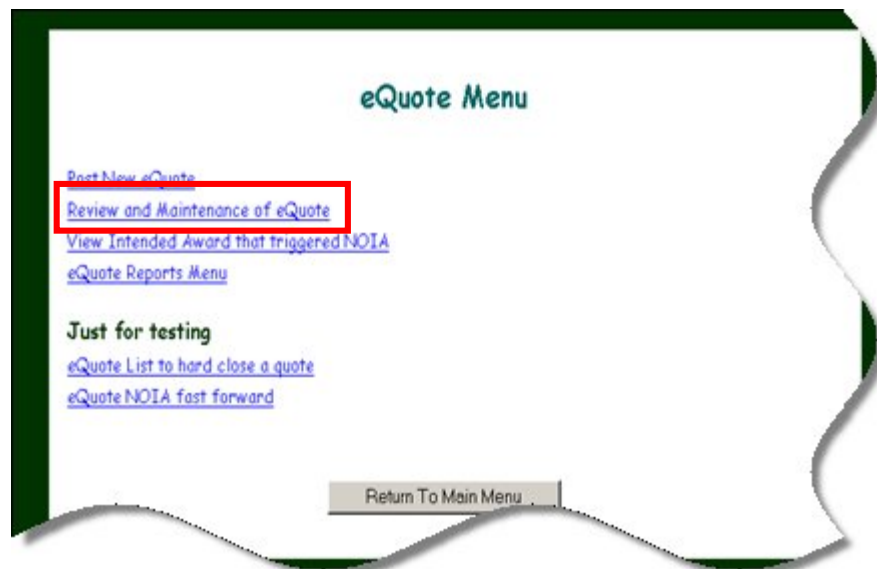 eQuote Menu
Post New eQuote
Review and Maintenance of eQuote
View Intended Award that triggered NOIA
eQuote Reports Menu
Just for testing
eQuote List to hard close a quote
eQuote NOIA fast forward
Return To Main Menu